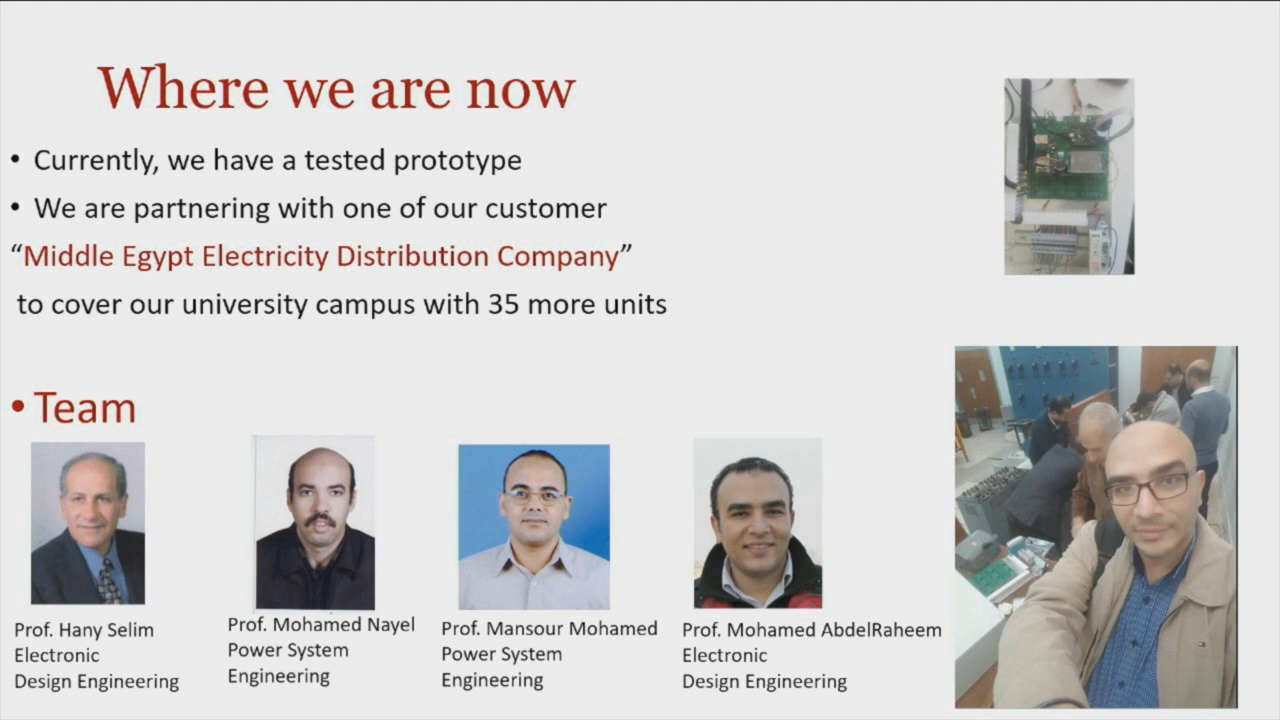 Where we are now
• Currently, we have a tested prototype
• We are partnering with one of our customer
“Middle Egypt Electricity Distribution Company”
to cover our university campus with 35 more units
• Team
Prof. Hany Selim
Electronic
Design Engineering
Prof. Mohamed Nayel
Power System
Engineering
Prof. Mansour Mohamed
Power System
Engineering
Prof. Mohamed AbdelRaheem
Electronic
Design Engineering